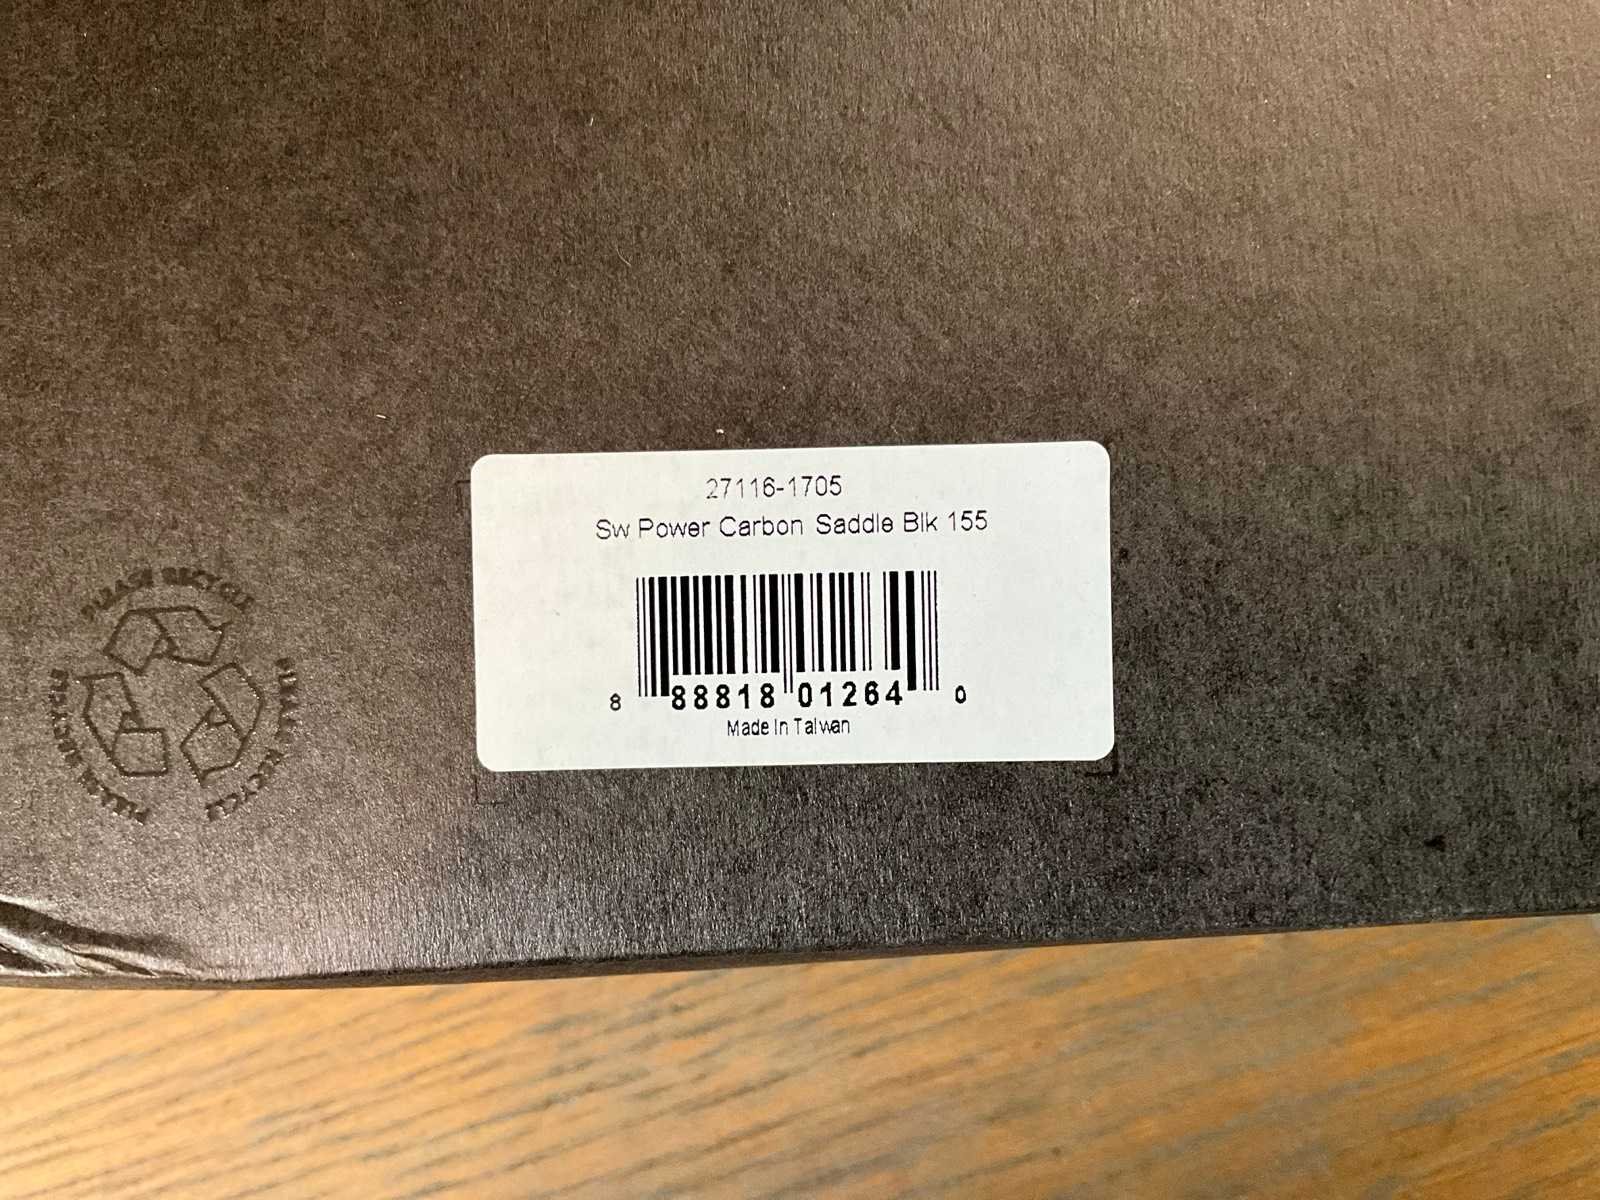 27116-1705
Sw Power Carbon Saddle Blk 155
8 88818 01264 0
Made In Taiwan
PLEASE RECYCLE
PLEASE RECYCLE
PLEASE RECYCLE